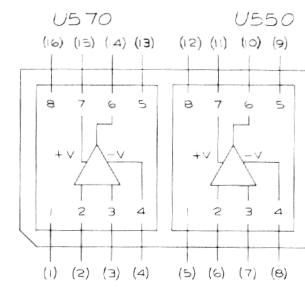 U570 U550
(16) (15) (14) (13) (12) (11) (10) (9)
8 7 6 5 8 7 6 5
+V -V +V -V
1 2 3 4 1 2 3 4
(1) (2) (3) (4) (5) (6) (7) (8)